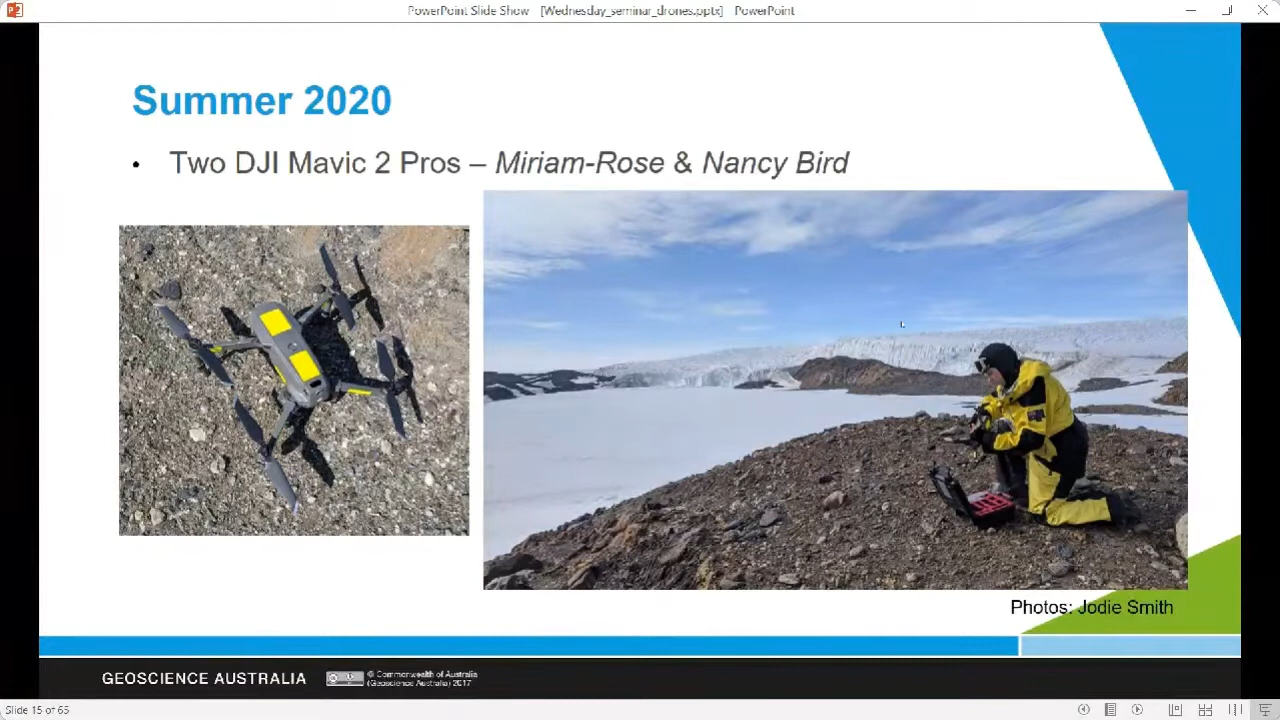 PowerPoint Slide Show - [Wednesday_seminar_drones.pptx] - PowerPoint
Summer 2020
• Two DJI Mavic 2 Pros – Miriam-Rose & Nancy Bird
Photos: Jodie Smith
GEOSCIENCE AUSTRALIA
© Commonwealth of Australia
(Geoscience Australia) 2017
Slide 15 of 65